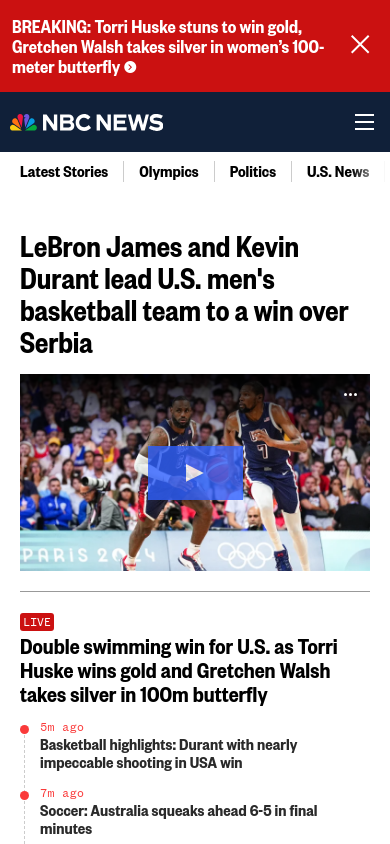 BREAKING: Torri Huske stuns to win gold,
Gretchen Walsh takes silver in women’s 100-
meter butterfly
NBC NEWS
Latest Stories
Olympics
Politics
U.S. News
LeBron James and Kevin
Durant lead U.S. men's
basketball team to a win over
Serbia
PARIS 2024
LIVE
Double swimming win for U.S. as Torri
Huske wins gold and Gretchen Walsh
takes silver in 100m butterfly
5m ago
Basketball highlights: Durant with nearly
impeccable shooting in USA win
7m ago
Soccer: Australia squeaks ahead 6-5 in final
minutes